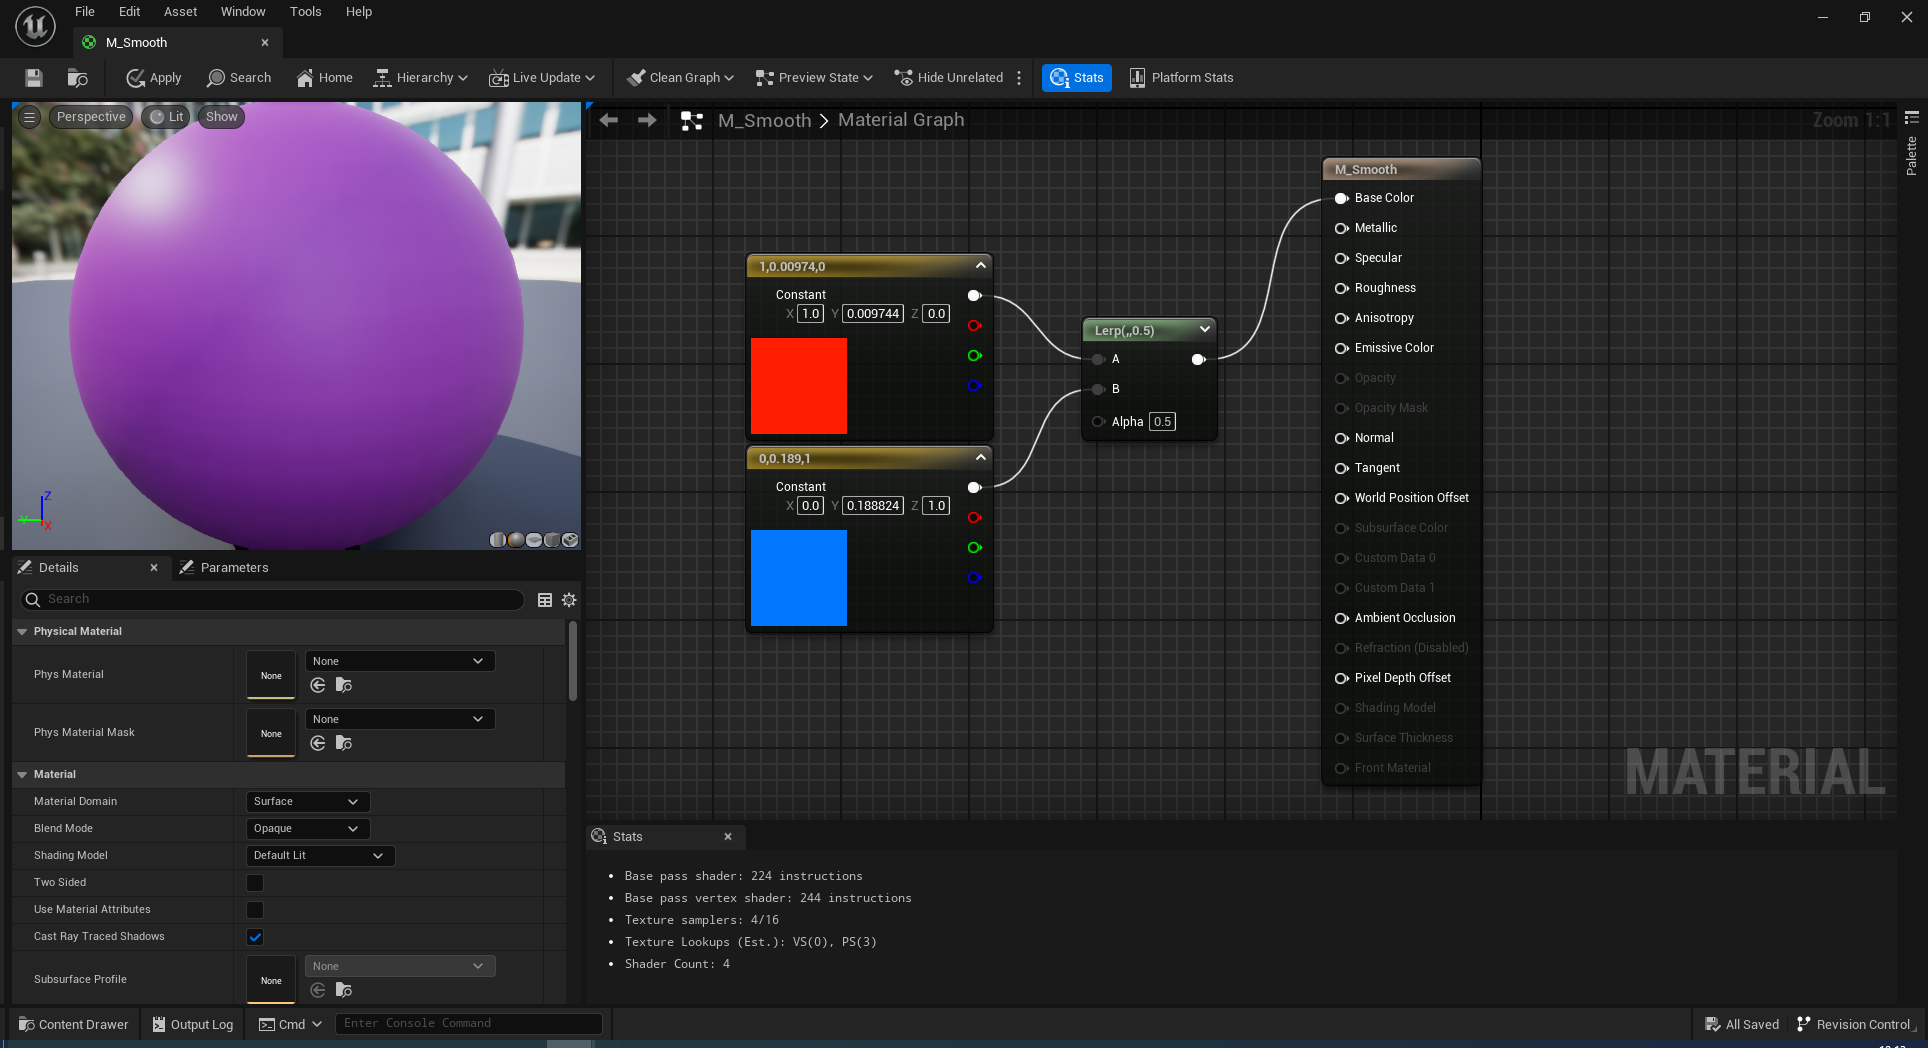 File Edit Asset Window Tools Help
M_Smooth
Apply Search Home Hierarchy Live Update Clean Graph Preview State Hide Unrelated Stats Platform Stats
Perspective Lit Show
M_Smooth Material Graph
Zoom 1:1
Palette
1,0.00974,0
Constant
X 1.0 Y 0.009744 Z 0.0
0,0.189,1
Constant
X 0.0 Y 0.188824 Z 1.0
Lerp(,,0.5)
A
B
Alpha 0.5
M_Smooth
Base Color
Metallic
Specular
Roughness
Anisotropy
Emissive Color
Opacity
Opacity Mask
Normal
Tangent
World Position Offset
Subsurface Color
Custom Data 0
Custom Data 1
Ambient Occlusion
Refraction (Disabled)
Pixel Depth Offset
Shading Model
Surface Thickness
Front Material
MATERIAL
Z
Y
X
Details Parameters
Search
Physical Material
Phys Material None None
Phys Material Mask None None
Material
Material Domain Surface
Blend Mode Opaque
Shading Model Default Lit
Two Sided
Use Material Attributes
Cast Ray Traced Shadows
Subsurface Profile None None
Stats
Base pass shader: 224 instructions
Base pass vertex shader: 244 instructions
Texture samplers: 4/16
Texture Lookups (Est.): VS(0), PS(3)
Shader Count: 4
Content Drawer Output Log Cmd Enter Console Command All Saved Revision Control